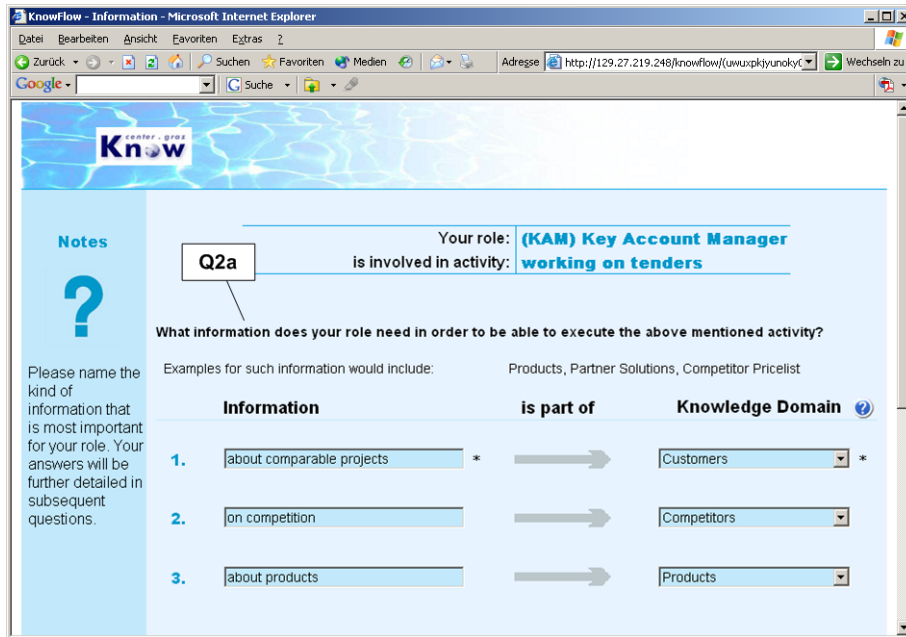 KnowFlow - Information - Microsoft Internet Explorer
Datei Bearbeiten Ansicht Favoriten Extras ?
Zurück Suchen Favoriten Medien Adresse http://129.27.219.248/knowflow/(uwuxpkjyunoky( Wechseln zu
Google Suche
center . graz
Know
Notes
Your role: (KAM) Key Account Manager
is involved in activity: working on tenders
Q2a
?
What information does your role need in order to be able to execute the above mentioned activity?
Examples for such information would include: Products, Partner Solutions, Competitor Pricelist
Please name the
kind of
information that
is most important
for your role. Your
answers will be
further detailed in
subsequent
questions.
Information is part of Knowledge Domain ?
1. about comparable projects * Customers *
2. on competition Competitors
3. about products Products